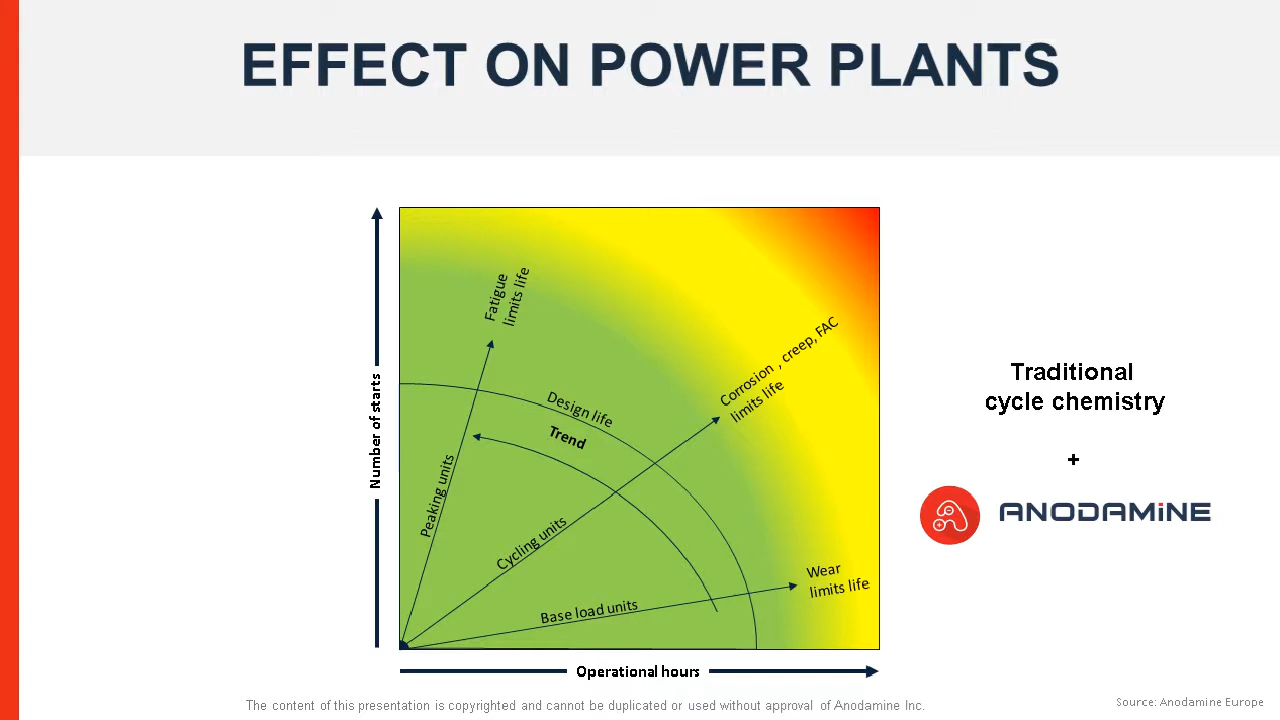 EFFECT ON POWER PLANTS
Number of starts
Fatigue
limits life
Corrosion , creep, FAC
limits life
Design life
Trend
Peaking units
Cycling units
Base load units
Wear
limits life
Operational hours
Traditional
cycle chemistry
+
ANODAMiNE
The content of this presentation is copyrighted and cannot be duplicated or used without approval of Anodamine Inc.
Source: Anodamine Europe